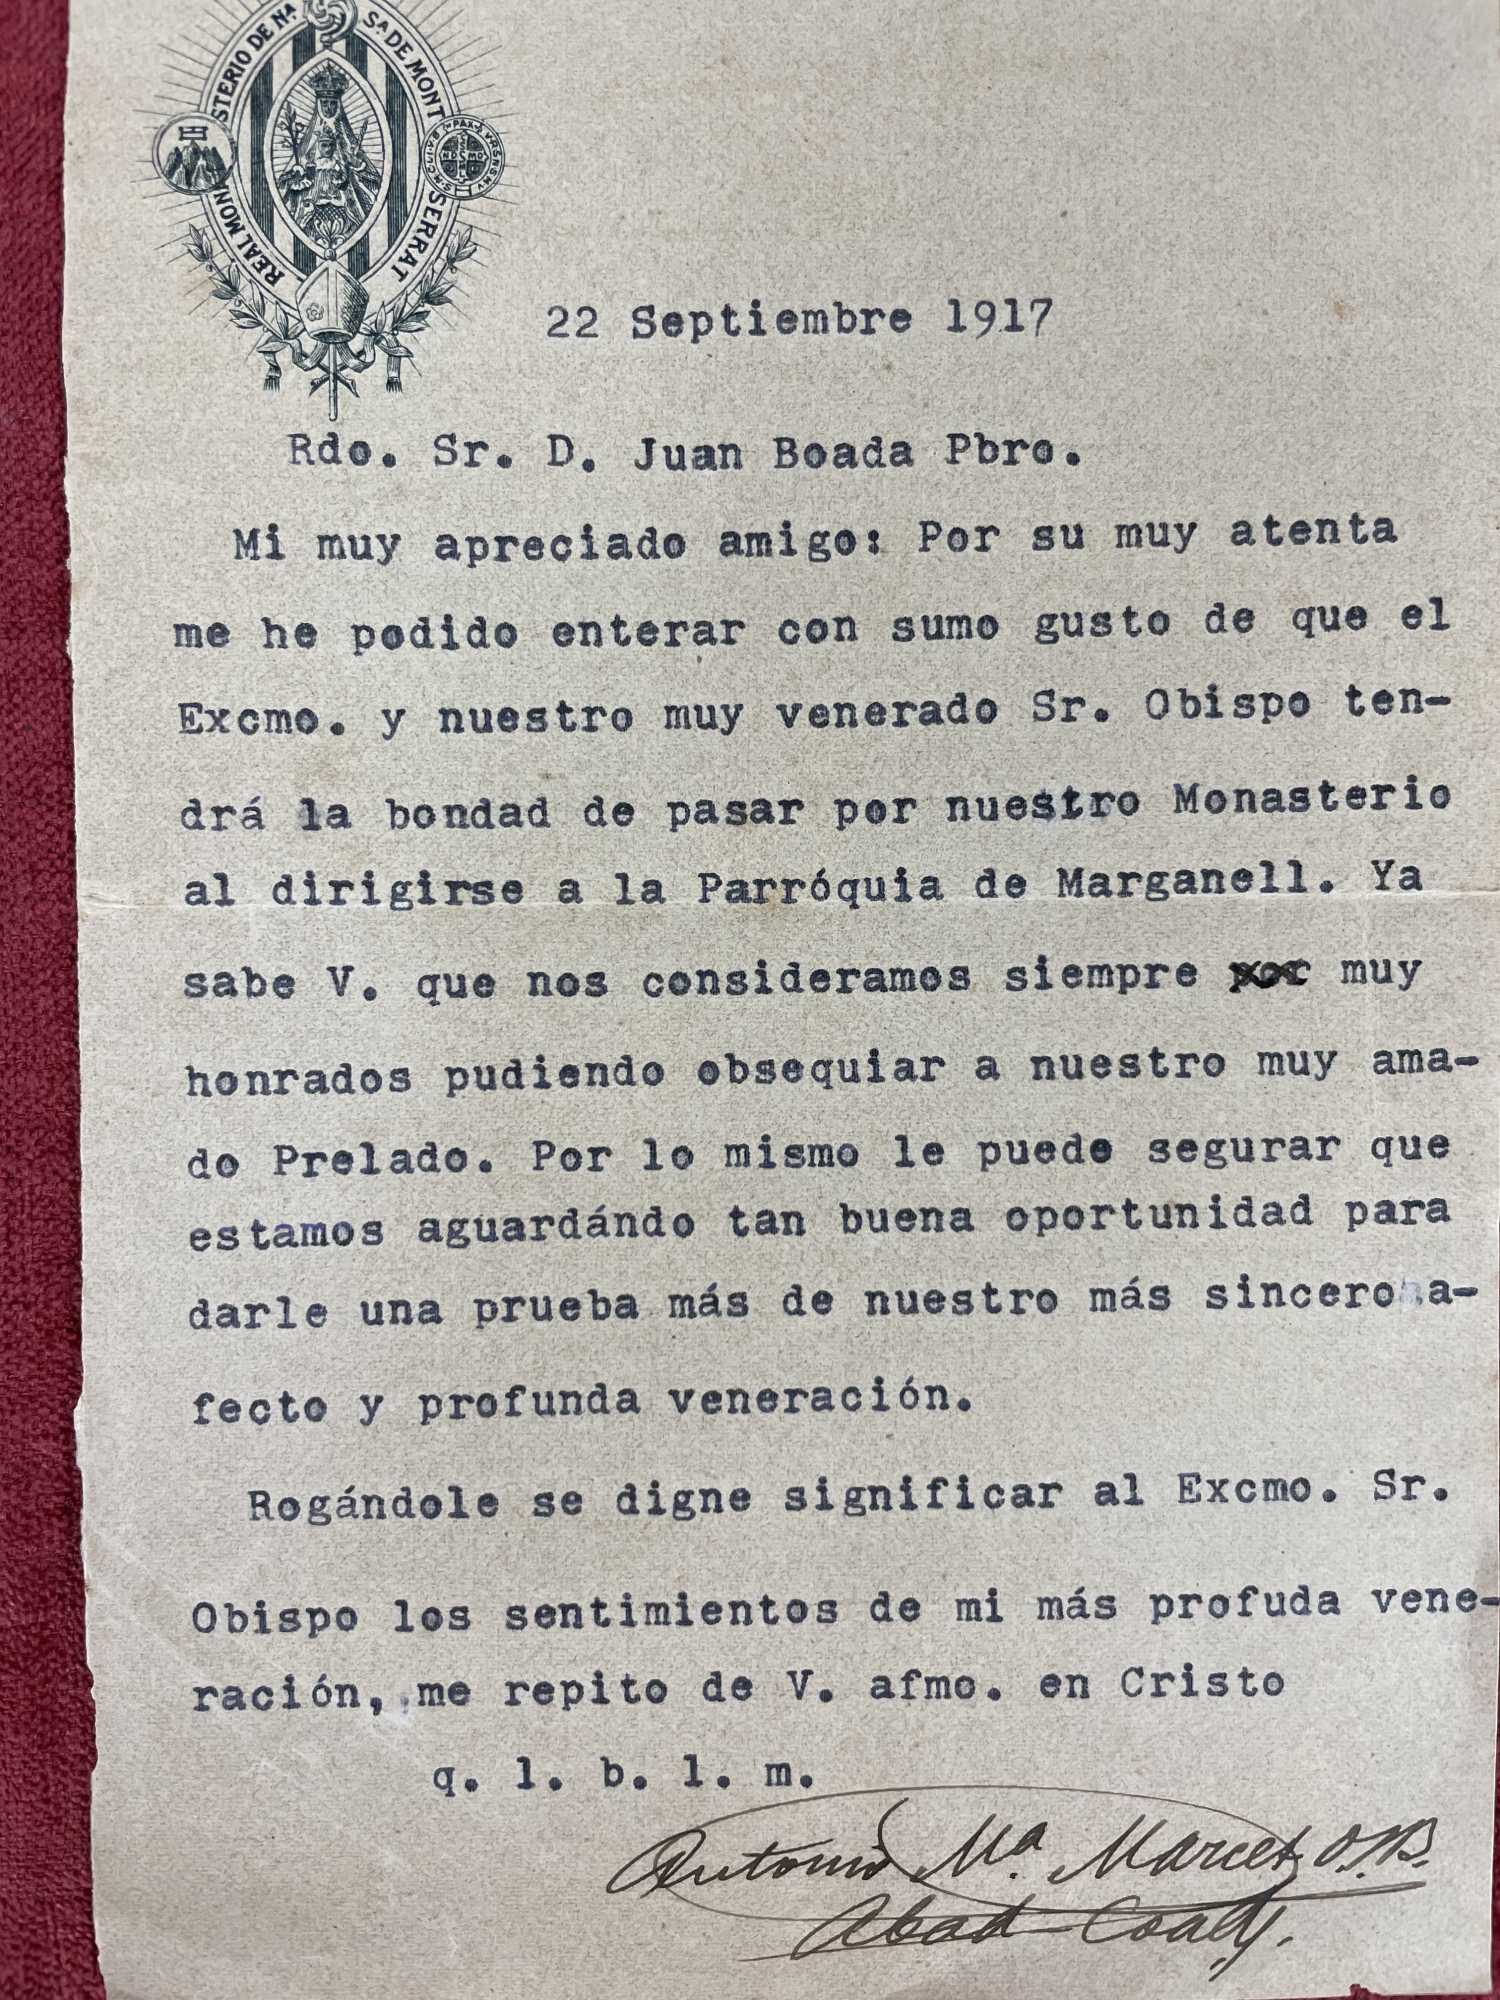 REAL MONASTERIO DE Nª Sª DE MONTSERRAT
22 Septiembre 1917
Rdo. Sr. D. Juan Boada Pbro.
Mi muy apreciado amigo: Por su muy atenta
me he podido enterar con sumo gusto de que el
Excmo. y nuestro muy venerado Sr. Obispo ten-
drá la bondad de pasar por nuestro Monasterio
al dirigirse a la Parróquia de Marganell. Ya
sabe V. que nos consideramos siempre por muy
honrados pudiendo obsequiar a nuestro muy ama-
do Prelado. Por lo mismo le puede segurar que
estamos aguardándo tan buena oportunidad para
darle una prueba más de nuestro más sincero a-
fecto y profunda veneración.
Rogándole se digne significar al Excmo. Sr.
Obispo los sentimientos de mi más profuda vene-
ración, me repito de V. afmo. en Cristo
q. l. b. l. m.
Antonio Mª. Marcet O.S.B.
Abad Coadj.